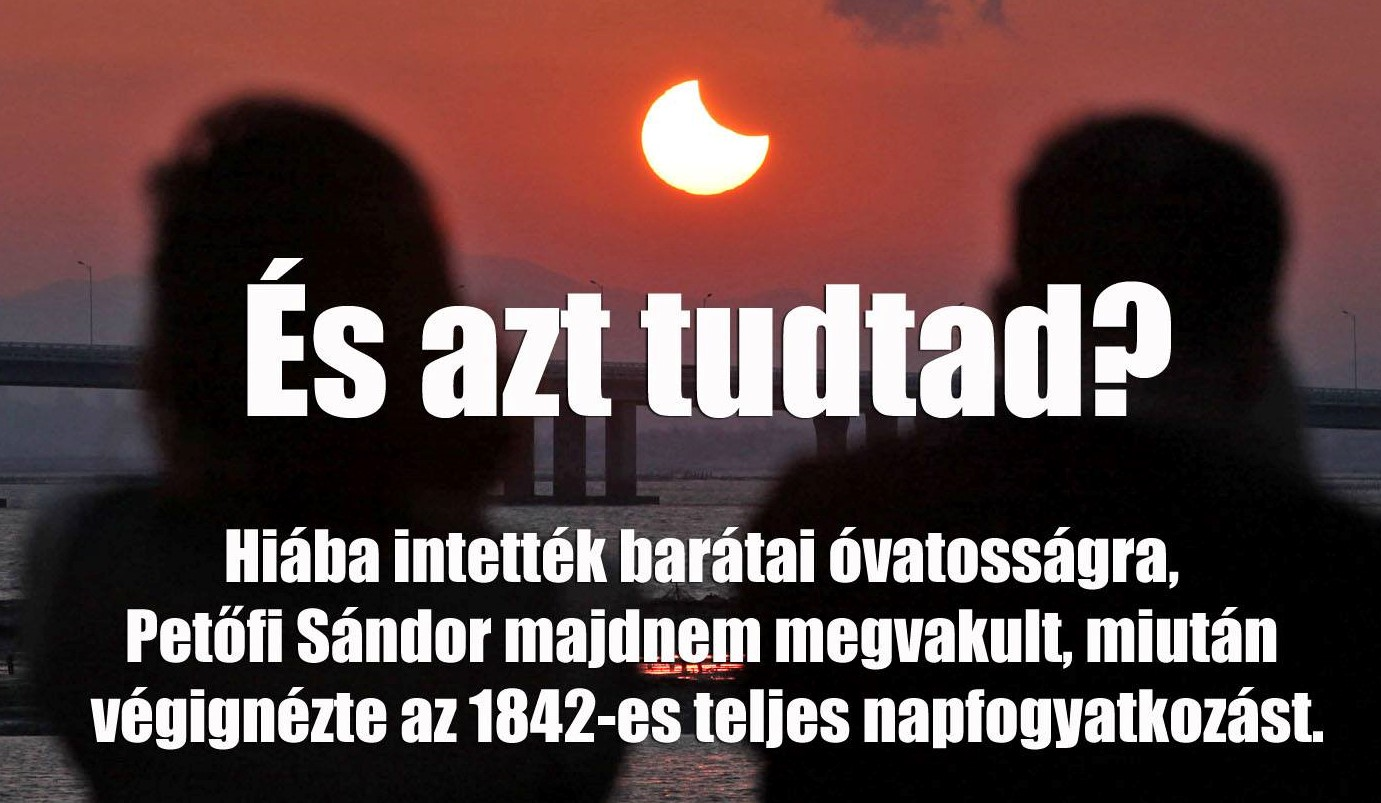 És azt tudtad?
Hiába intették barátai óvatosságra,
Petőfi Sándor majdnem megvakult, miután
végignézte az 1842-es teljes napfogyatkozást.